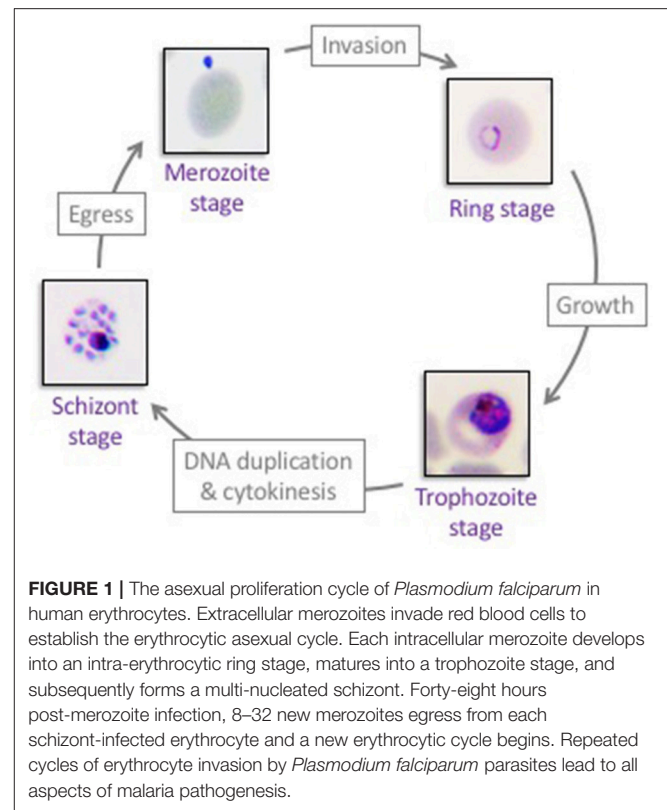 Invasion
Merozoite
stage
Ring stage
Egress
Growth
Schizont
stage
DNA duplication
& cytokinesis
Trophozoite
stage
FIGURE 1 | The asexual proliferation cycle of Plasmodium falciparum in
human erythrocytes. Extracellular merozoites invade red blood cells to
establish the erythrocytic asexual cycle. Each intracellular merozoite develops
into an intra-erythrocytic ring stage, matures into a trophozoite stage, and
subsequently forms a multi-nucleated schizont. Forty-eight hours
post-merozoite infection, 8–32 new merozoites egress from each
schizont-infected erythrocyte and a new erythrocytic cycle begins. Repeated
cycles of erythrocyte invasion by Plasmodium falciparum parasites lead to all
aspects of malaria pathogenesis.